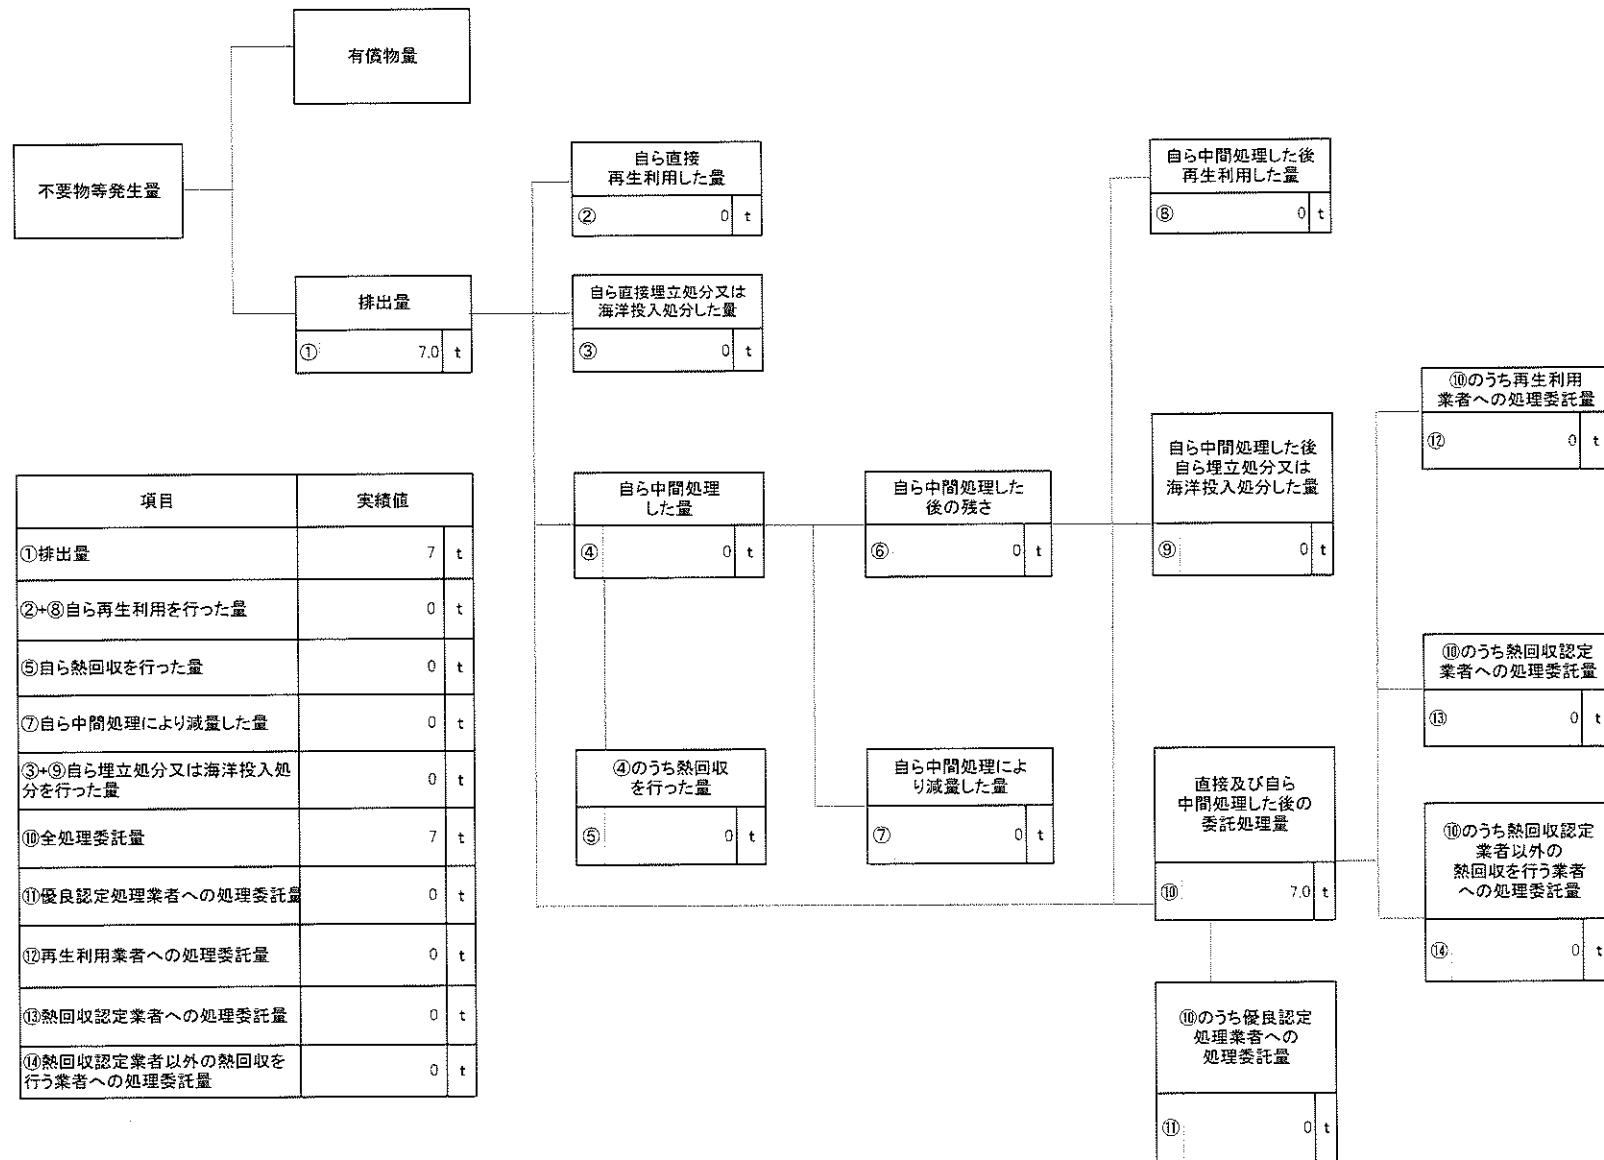 有償物量
不要物等発生量
排出量
① 7.0 t
自ら直接
再生利用した量
② 0 t
自ら直接埋立処分又は
海洋投入処分した量
③ 0 t
自ら中間処理
した量
④ 0 t
④のうち熱回収
を行った量
⑤ 0 t
自ら中間処理した
後の残さ
⑥ 0 t
自ら中間処理によ
り減量した量
⑦ 0 t
自ら中間処理した後
再生利用した量
⑧ 0 t
自ら中間処理した後
自ら埋立処分又は
海洋投入処分した量
⑨ 0 t
直接及び自ら
中間処理した後の
委託処理量
⑩ 7.0 t
⑩のうち優良認定
処理業者への
処理委託量
⑪ 0 t
⑩のうち再生利用
業者への処理委託量
⑫ 0 t
⑩のうち熱回収認定
業者への処理委託量
⑬ 0 t
⑩のうち熱回収認定
業者以外の
熱回収を行う業者
への処理委託量
⑭ 0 t
項目 実績値
①排出量 7 t
②+⑧自ら再生利用を行った量 0 t
⑤自ら熱回収を行った量 0 t
⑦自ら中間処理により減量した量 0 t
③+⑨自ら埋立処分又は海洋投入処
分を行った量 0 t
⑩全処理委託量 7 t
⑪優良認定処理業者への処理委託量 0 t
⑫再生利用業者への処理委託量 0 t
⑬熱回収認定業者への処理委託量 0 t
⑭熱回収認定業者以外の熱回収を
行う業者への処理委託量 0 t